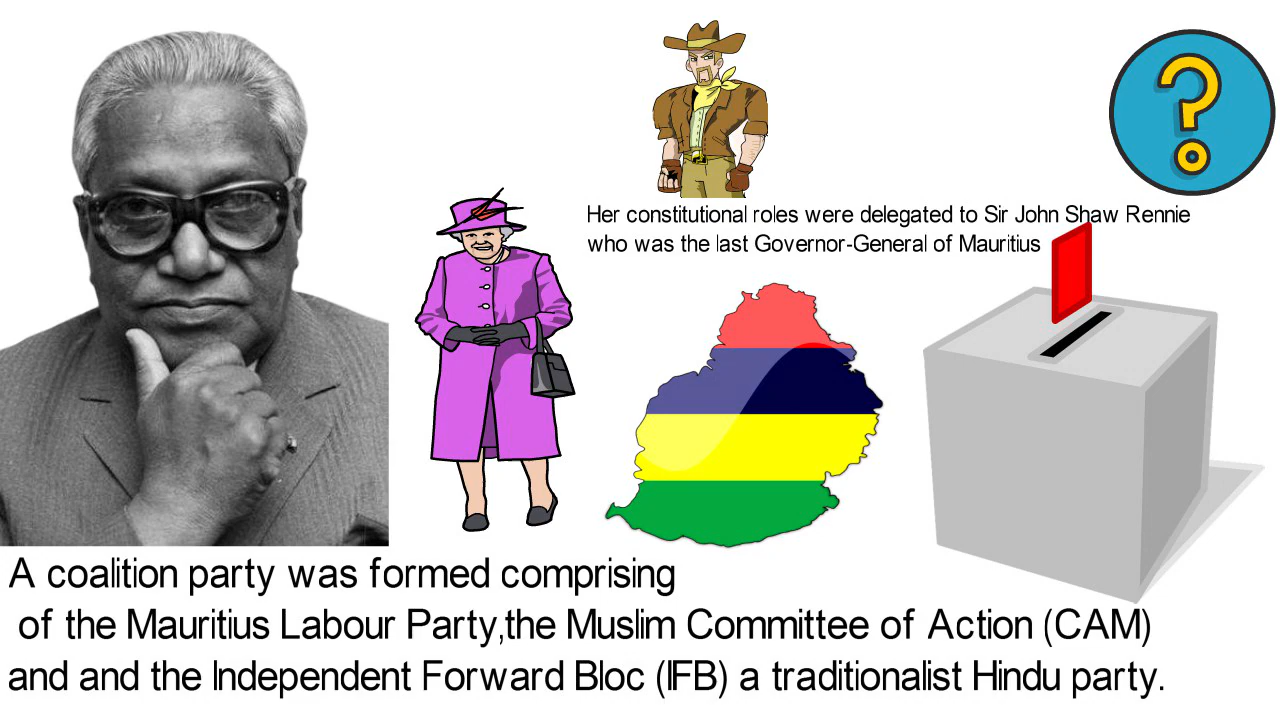 Her constitutional roles were delegated to Sir John Shaw Rennie
who was the last Governor-General of Mauritius
A coalition party was formed comprising
of the Mauritius Labour Party,the Muslim Committee of Action (CAM)
and and the Independent Forward Bloc (IFB) a traditionalist Hindu party.